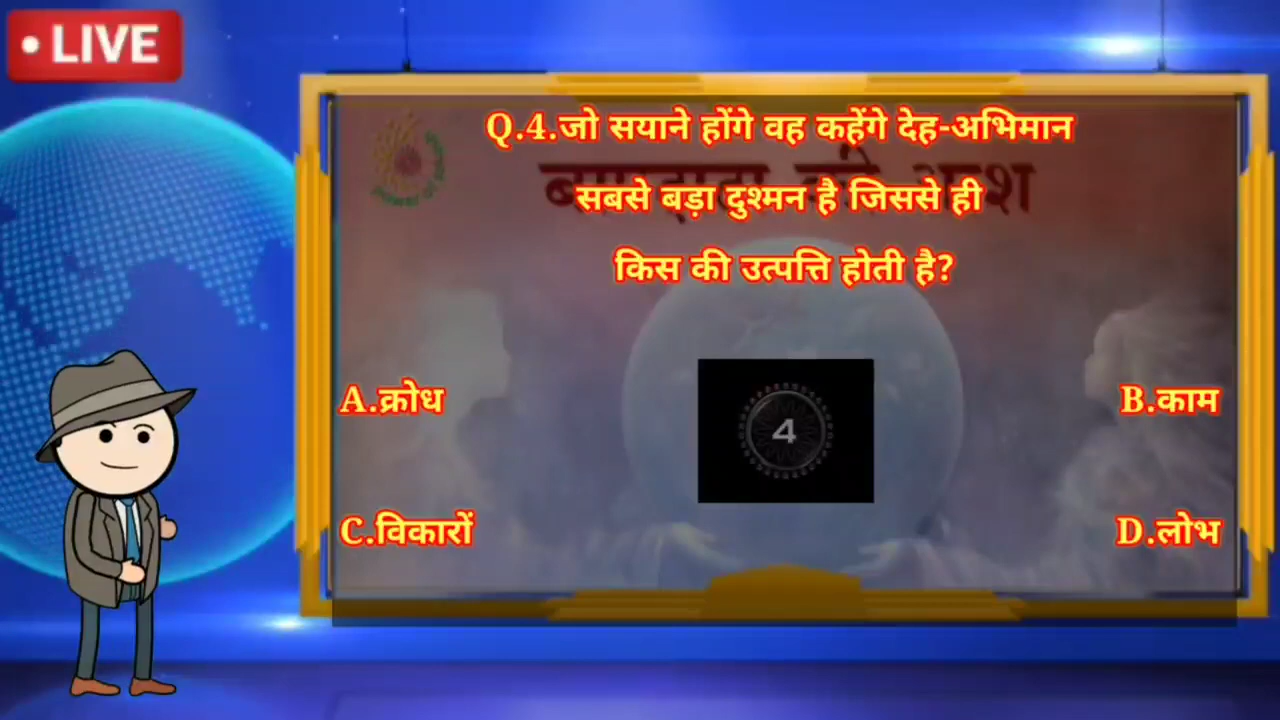 • LIVE
Q.4.जो सयाने होंगे वह कहेंगे देह-अभिमान
सबसे बड़ा दुश्मन है जिससे ही
किस की उत्पत्ति होती है?
A.क्रोध
B.काम
4
C.विकारों
D.लोभ